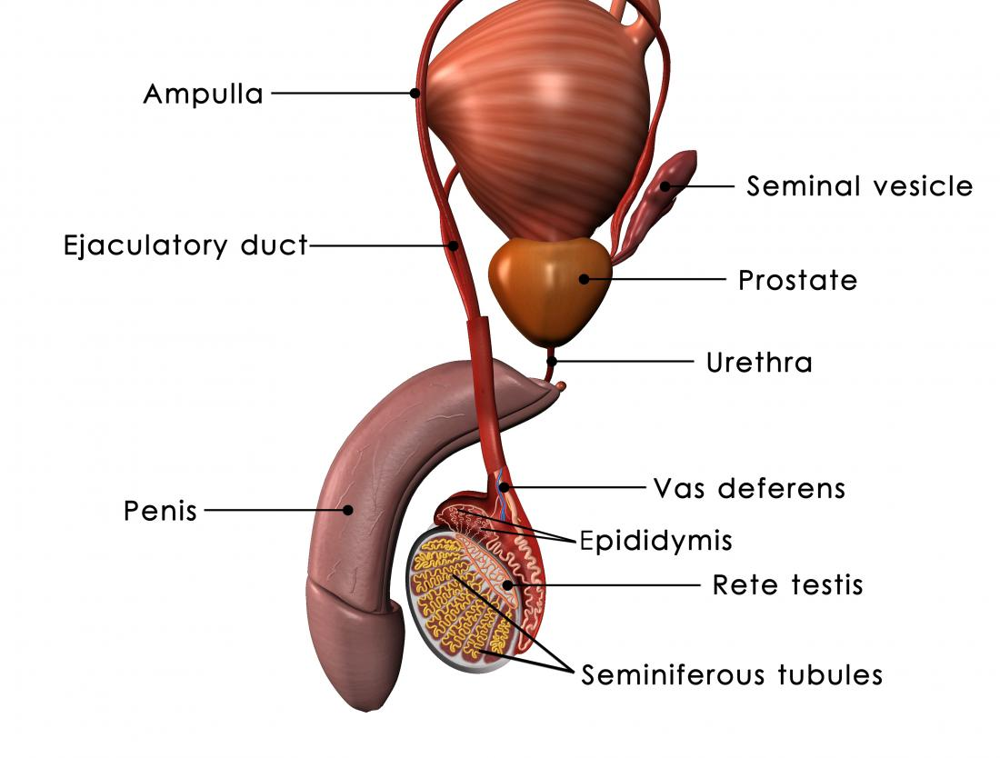 Ampulla
Seminal vesicle
Ejaculatory duct
Prostate
Urethra
Vas deferens
Penis
Epididymis
Rete testis
Seminiferous tubules